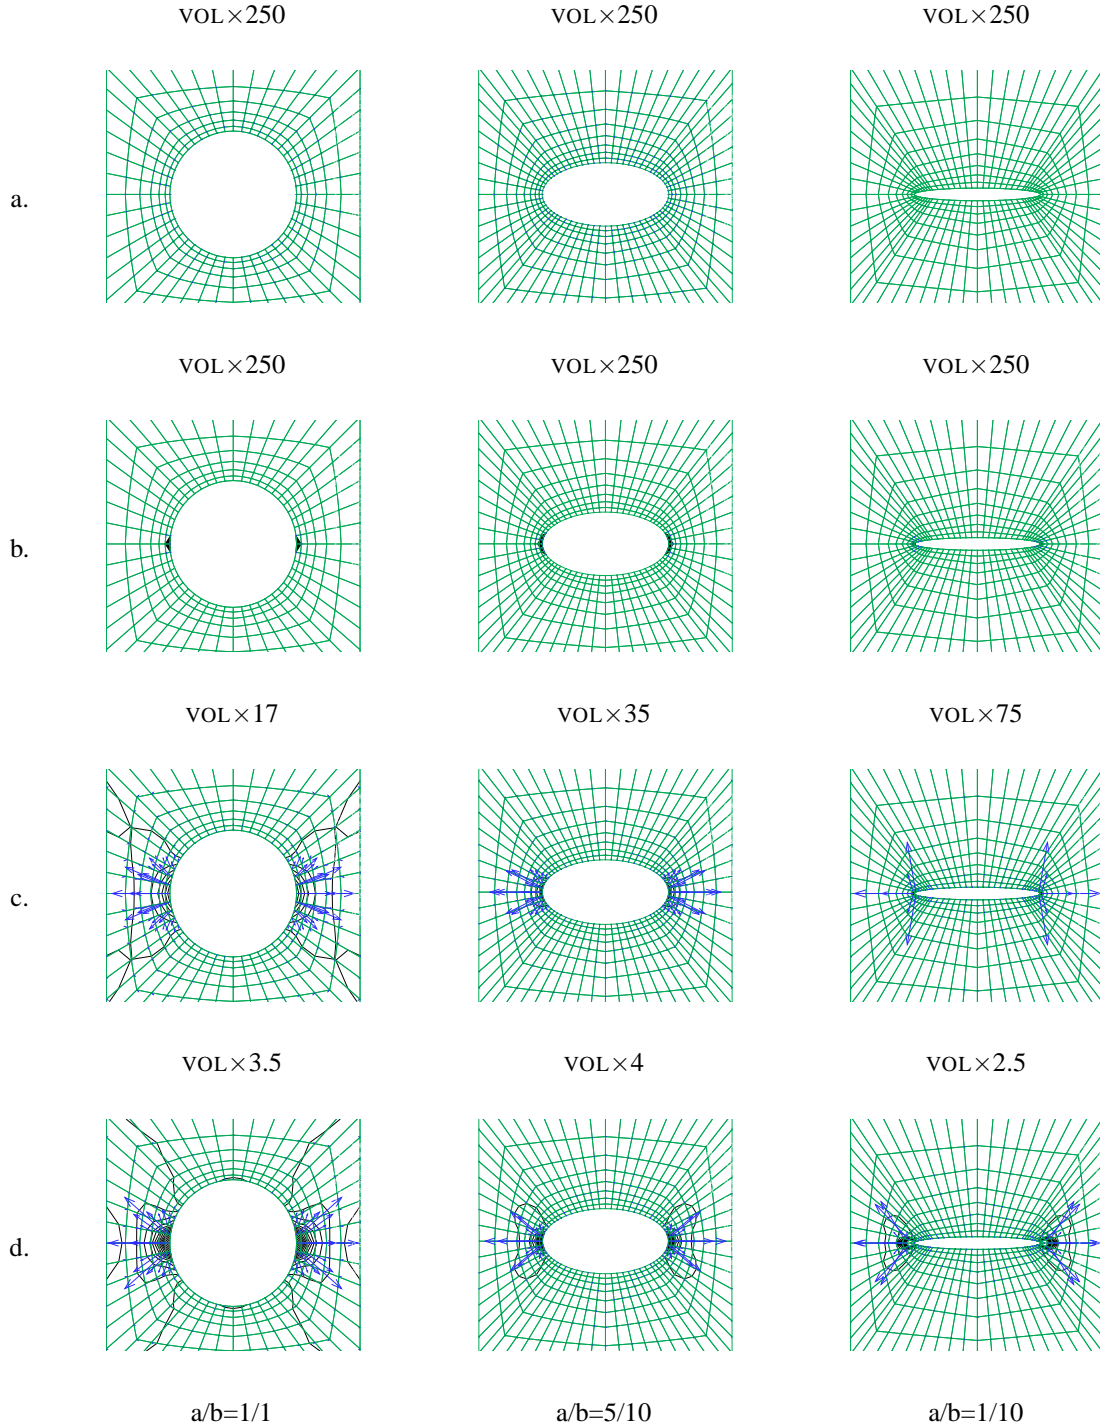 VOL×250 VOL×250 VOL×250
a.
VOL×250 VOL×250 VOL×250
b.
VOL×17 VOL×35 VOL×75
c.
VOL×3.5 VOL×4 VOL×2.5
d.
a/b=1/1 a/b=5/10 a/b=1/10